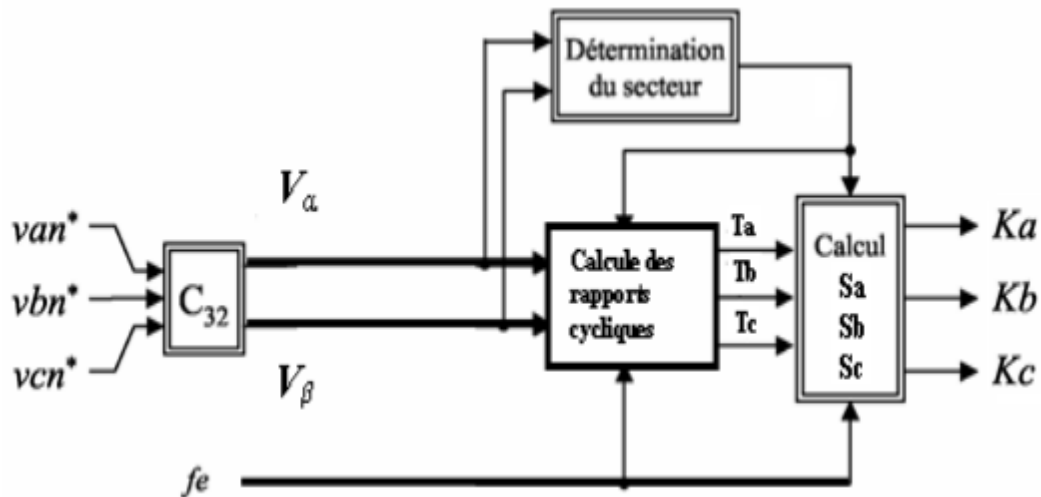 Détermination
du secteur
Vα
van*
vbn*
vcn*
C32
Calcule des
rapports
cycliques
Ta
Tb
Tc
Calcul
Sa
Sb
Sc
Ka
Kb
Kc
Vβ
fe